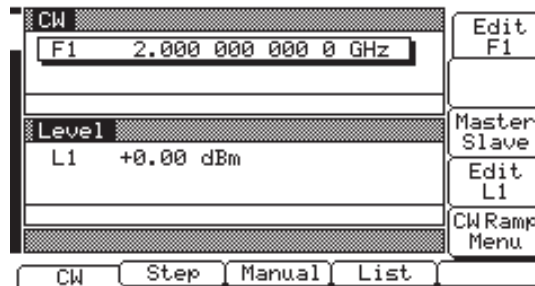 CW
F1 2.000 000 000 0 GHz
Level
L1 +0.00 dBm
Edit
F1
Master-
Slave
Edit
L1
CW Ramp
Menu
CW Step Manual List